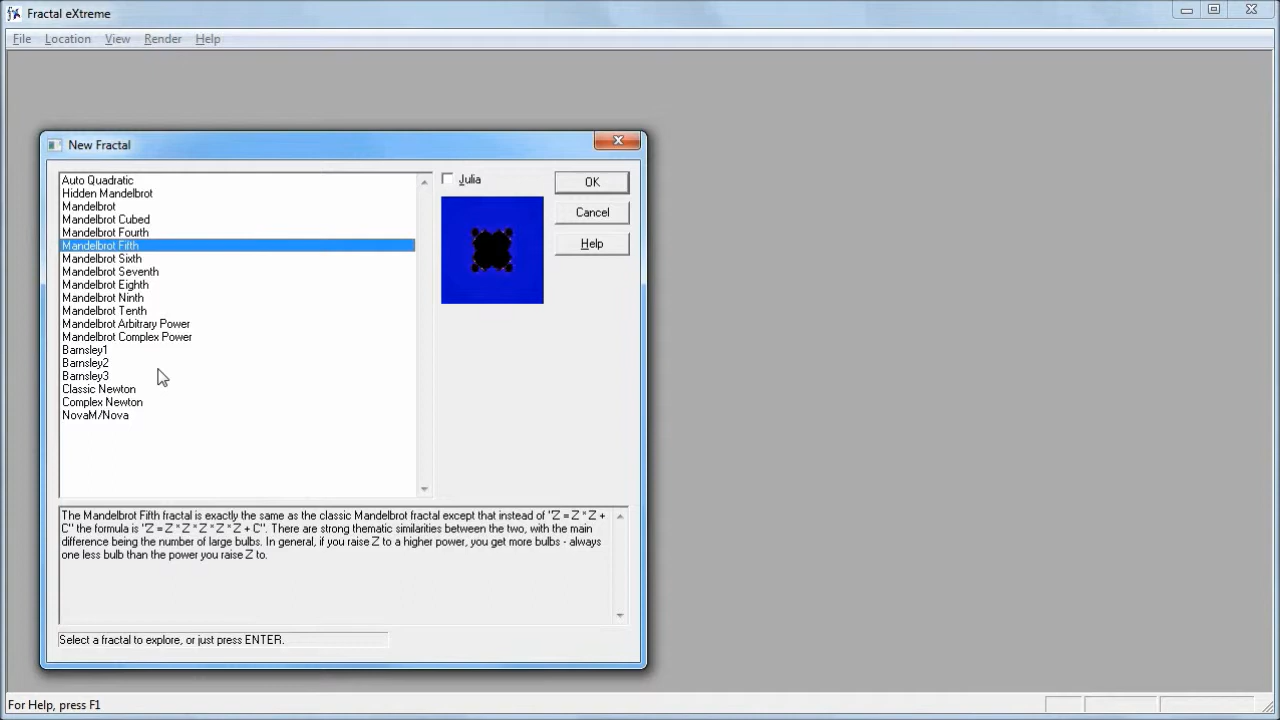 Fractal eXtreme
File Location View Render Help
New Fractal
Auto Quadratic
Hidden Mandelbrot
Mandelbrot
Mandelbrot Cubed
Mandelbrot Fourth
Mandelbrot Fifth
Mandelbrot Sixth
Mandelbrot Seventh
Mandelbrot Eighth
Mandelbrot Ninth
Mandelbrot Tenth
Mandelbrot Arbitrary Power
Mandelbrot Complex Power
Barnsley1
Barnsley2
Barnsley3
Classic Newton
Complex Newton
NovaM/Nova
Julia
OK
Cancel
Help
The Mandelbrot Fifth fractal is exactly the same as the classic Mandelbrot fractal except that instead of "Z = Z * Z +
C" the formula is "Z = Z * Z * Z * Z * Z + C". There are strong thematic similarities between the two, with the main
difference being the number of large bulbs. In general, if you raise Z to a higher power, you get more bulbs - always
one less bulb than the power you raise Z to.
Select a fractal to explore, or just press ENTER.
For Help, press F1